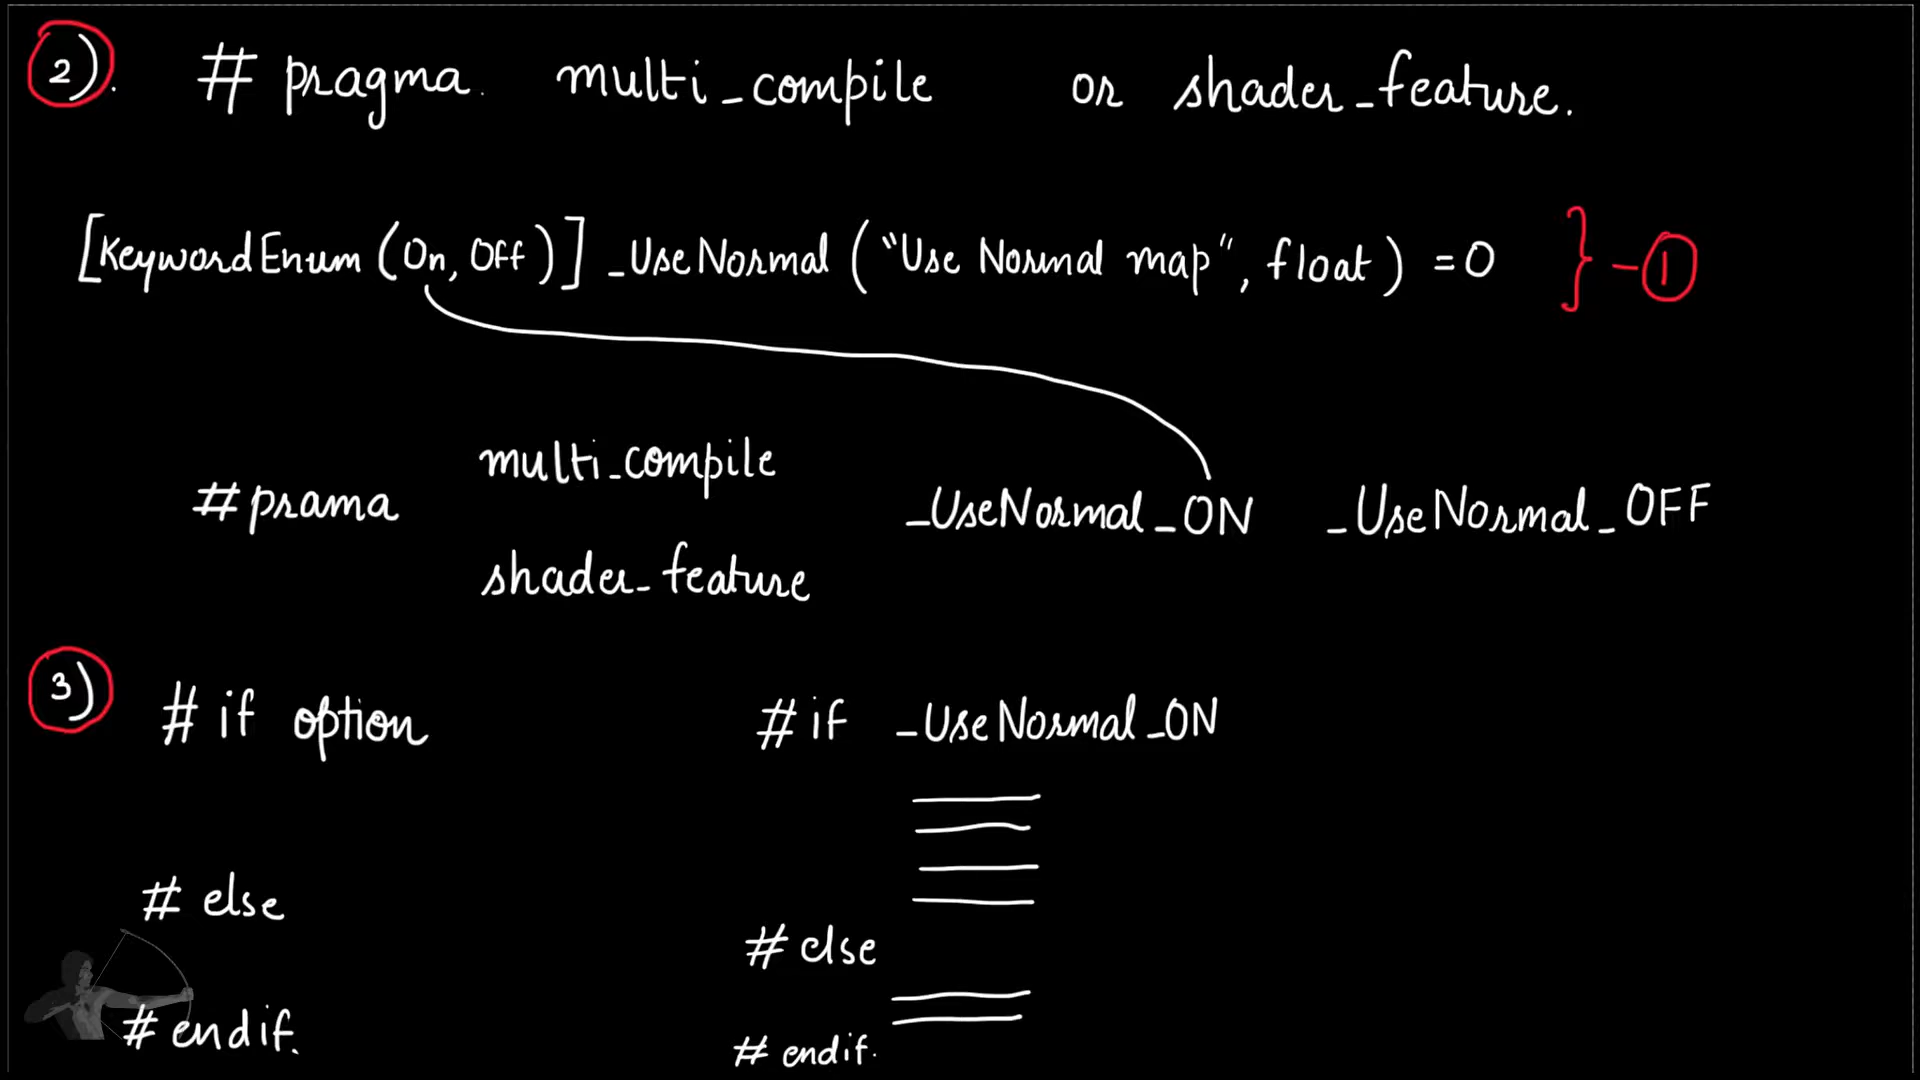 2). # pragma. multi_compile or shader_feature.
[KeywordEnum(On, Off)] _UseNormal ("Use Normal map", float) = 0 } - 1
multi_compile
#prama _UseNormal_ON _UseNormal_OFF
shader_feature
3) # if option # if _UseNormal_ON
# else
# else
# endif.
# endif.